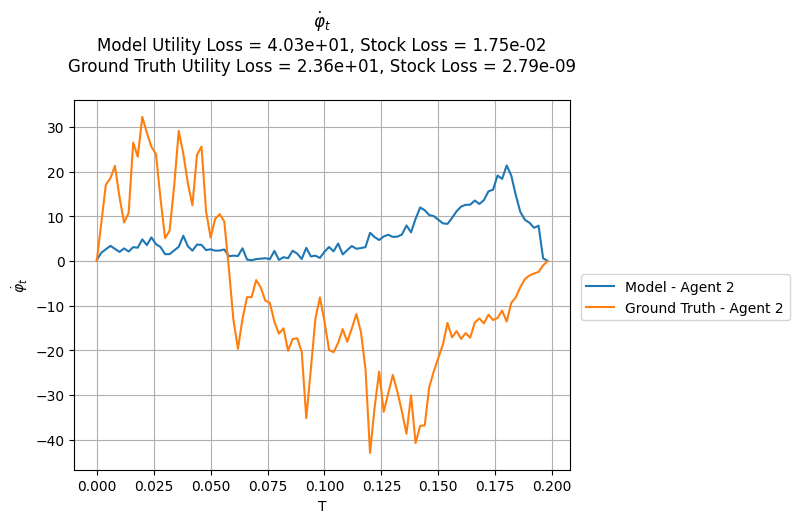 φ̇ₜ
Model Utility Loss = 4.03e+01, Stock Loss = 1.75e-02
Ground Truth Utility Loss = 2.36e+01, Stock Loss = 2.79e-09
30
20
10
0
−10
−20
−30
−40
φ̇ₜ
0.000 0.025 0.050 0.075 0.100 0.125 0.150 0.175 0.200
T
Model - Agent 2
Ground Truth - Agent 2